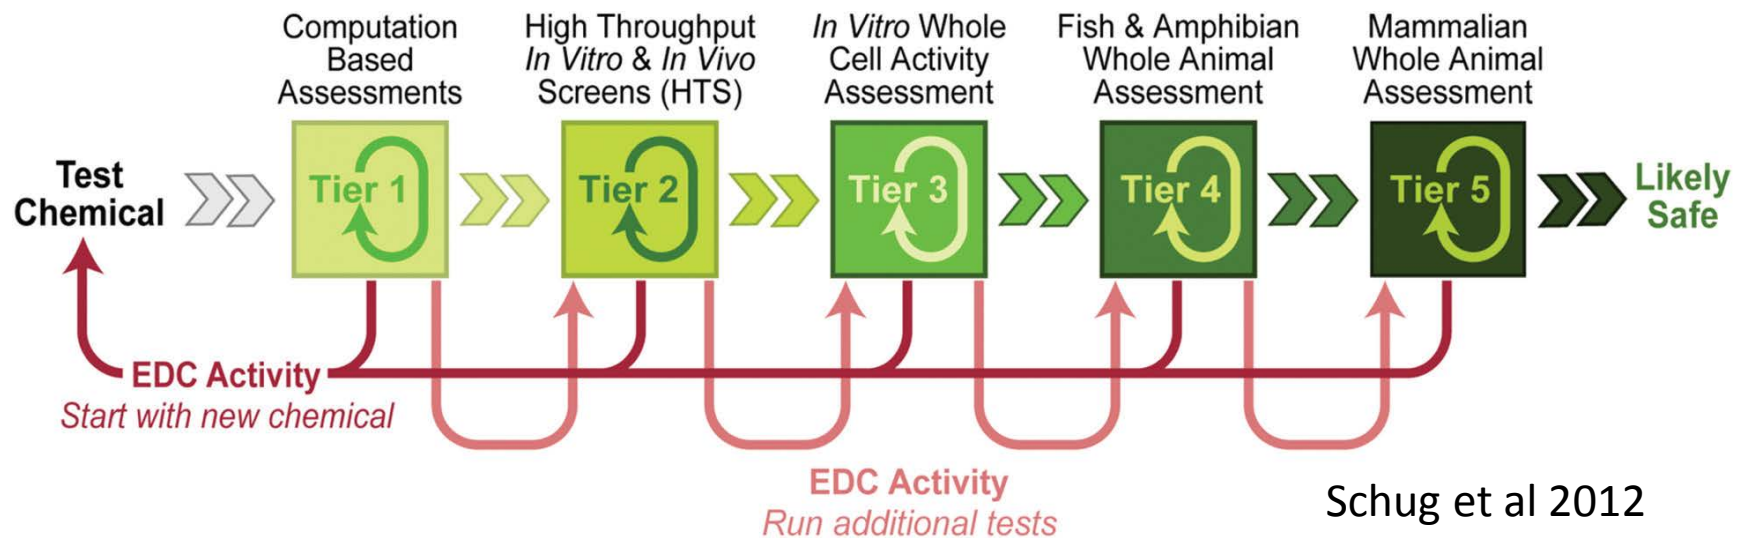 Computation
Based
Assessments
High Throughput
In Vitro & In Vivo
Screens (HTS)
In Vitro Whole
Cell Activity
Assessment
Fish & Amphibian
Whole Animal
Assessment
Mammalian
Whole Animal
Assessment
Test
Chemical
Tier 1
Tier 2
Tier 3
Tier 4
Tier 5
Likely
Safe
EDC Activity
Start with new chemical
EDC Activity
Run additional tests
Schug et al 2012